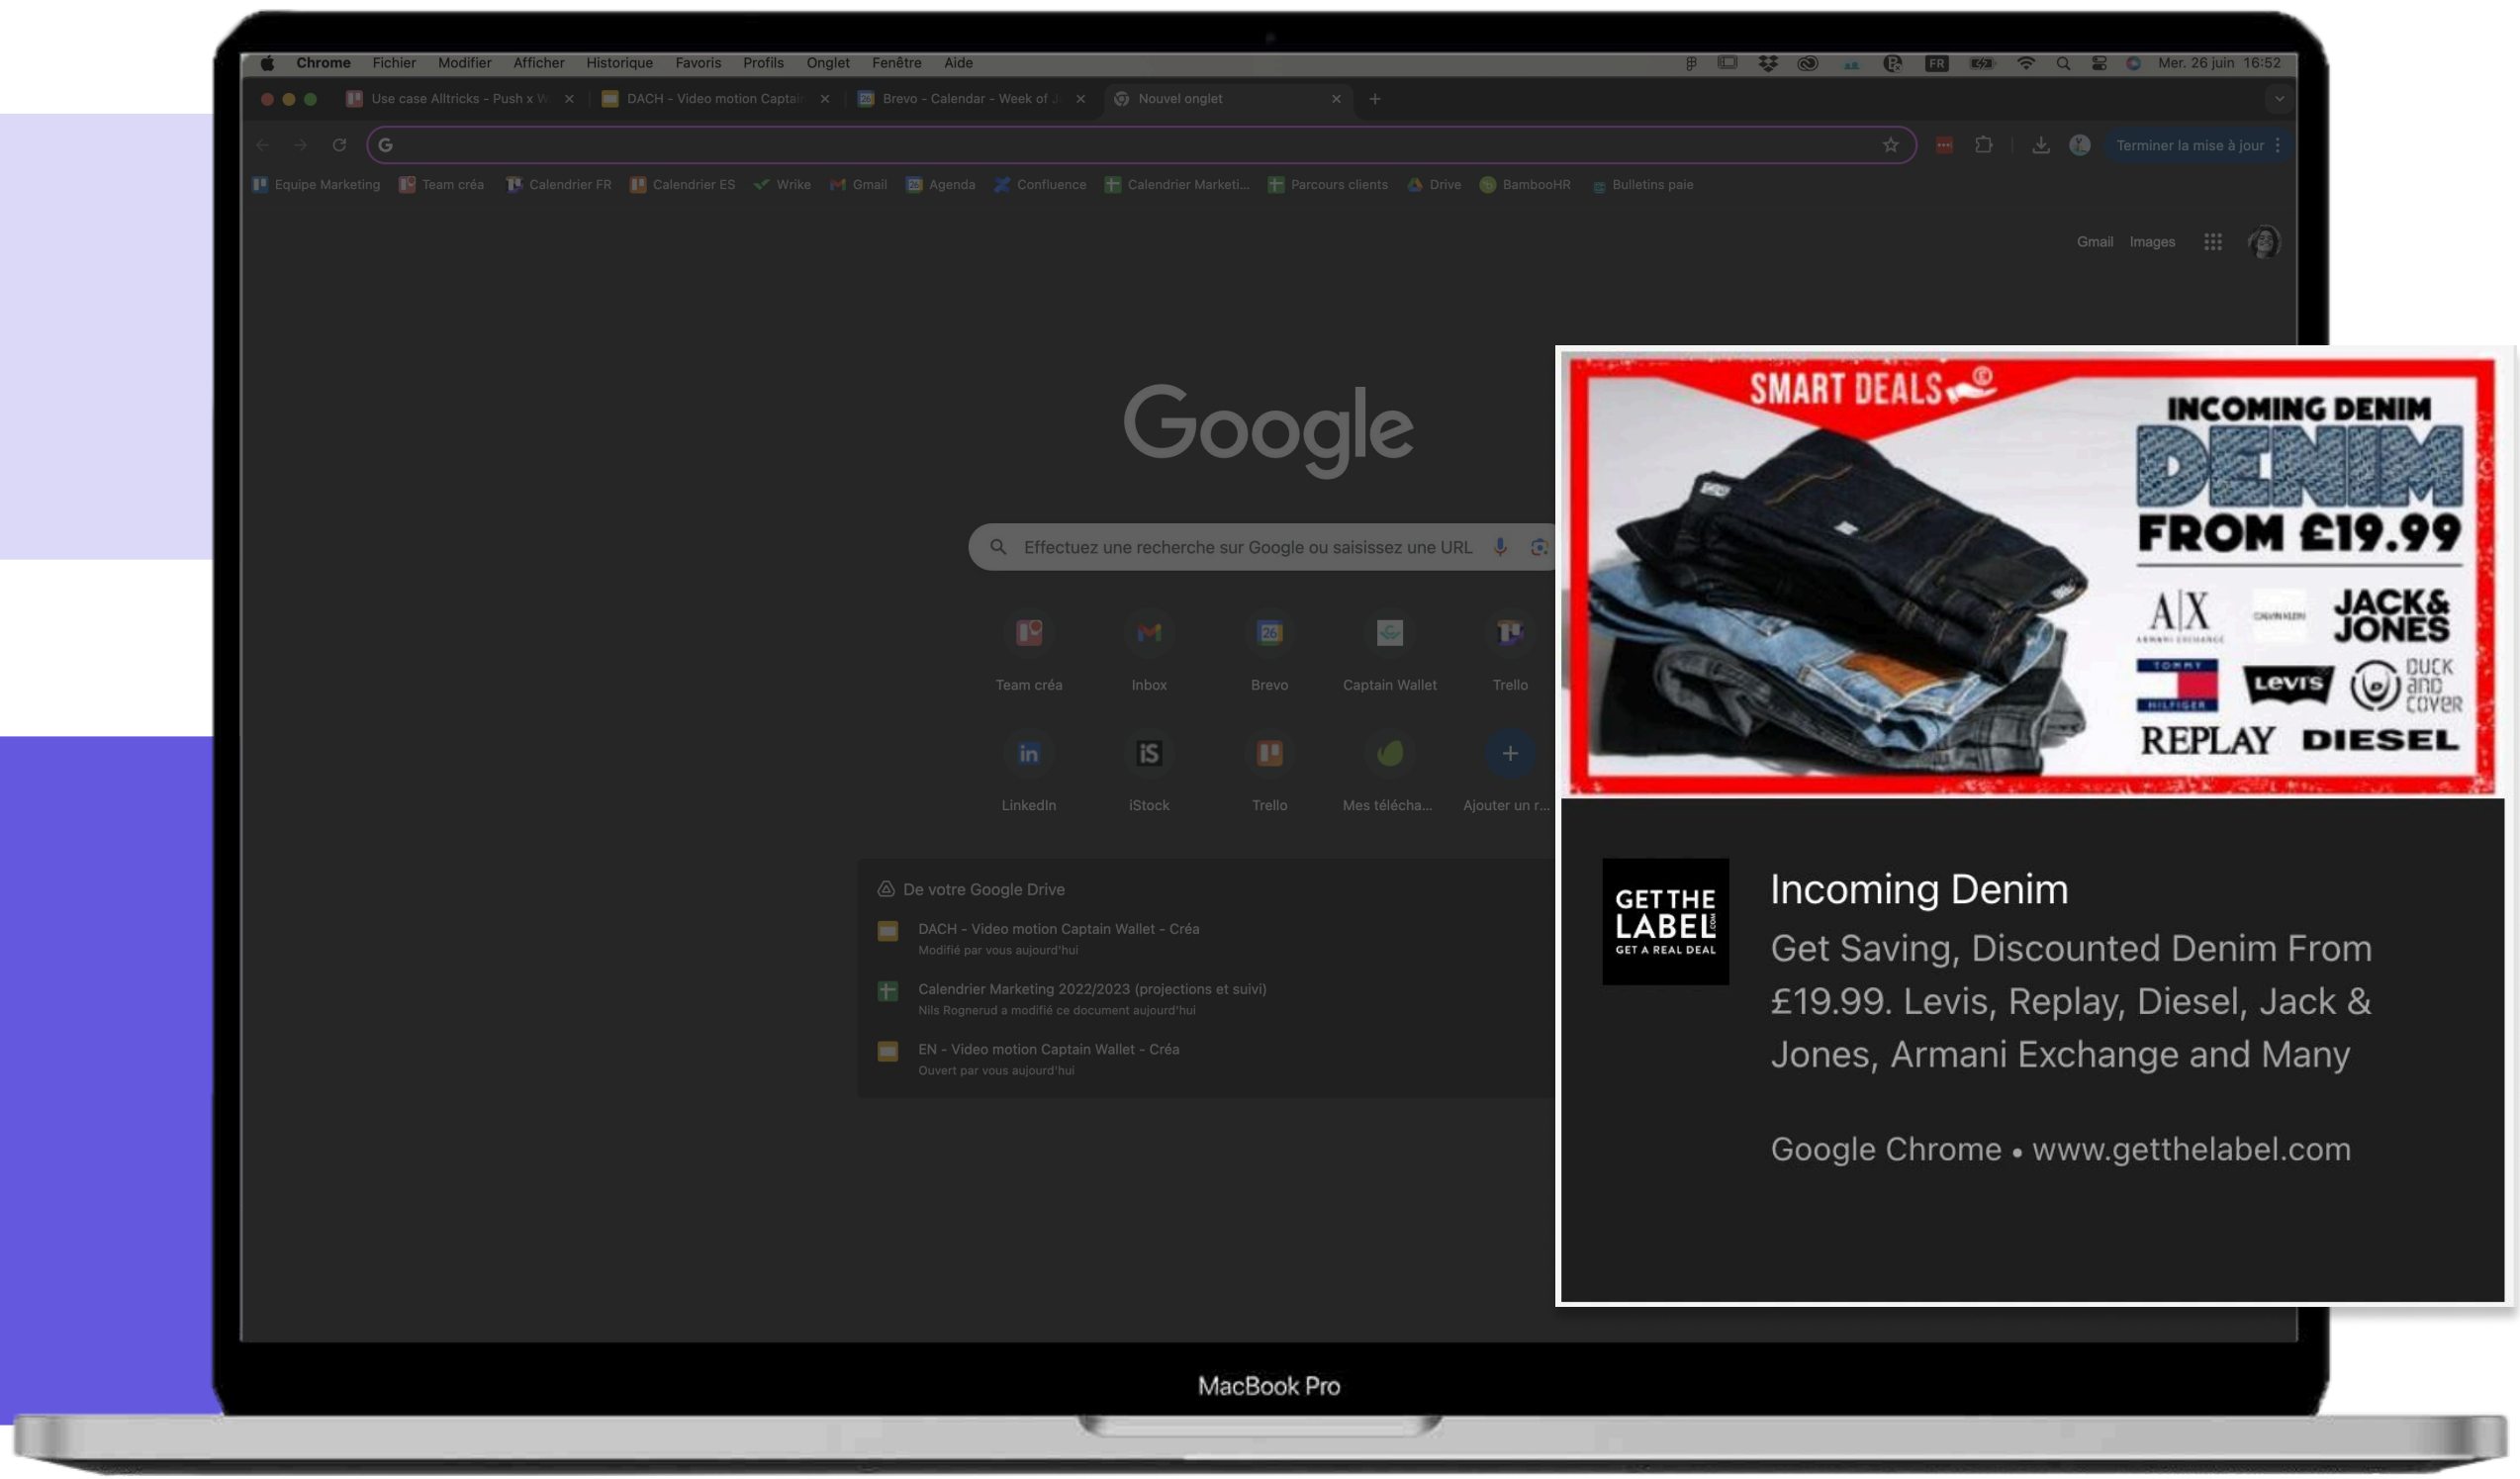 Chrome Fichier Modifier Afficher Historique Favoris Profils Onglet Fenêtre Aide
FR
Mer. 26 juin 16:52
Use case Alltricks - Push x
DACH - Video motion Captain
Brevo - Calendar - Week of
Nouvel onglet
G
Terminer la mise à jour
Equipe Marketing
Team créa
Calendrier FR
Calendrier ES
Wrike
Gmail
Agenda
Confluence
Calendrier Marketi...
Parcours clients
Drive
BambooHR
Bulletins paie
Gmail Images
Google
Effectuez une recherche sur Google ou saisissez une URL
Team créa
Inbox
Brevo
Captain Wallet
Trello
LinkedIn
iStock
Trello
Mes télécha...
Ajouter un r...
De votre Google Drive
DACH - Video motion Captain Wallet - Créa
Modifié par vous aujourd'hui
Calendrier Marketing 2022/2023 (projections et suivi)
Nils Rognerud a modifié ce document aujourd'hui
EN - Video motion Captain Wallet - Créa
Ouvert par vous aujourd'hui
SMART DEALS
INCOMING DENIM
DENIM
FROM £19.99
A|X
ARMANI EXCHANGE
CALVIN KLEIN
JACK&
JONES
TOMMY
HILFIGER
LEVI'S
DUCK
AND
COVER
REPLAY DIESEL
GET THE
LABEL.COM
GET A REAL DEAL
Incoming Denim
Get Saving, Discounted Denim From
£19.99. Levis, Replay, Diesel, Jack &
Jones, Armani Exchange and Many
Google Chrome • www.getthelabel.com
MacBook Pro